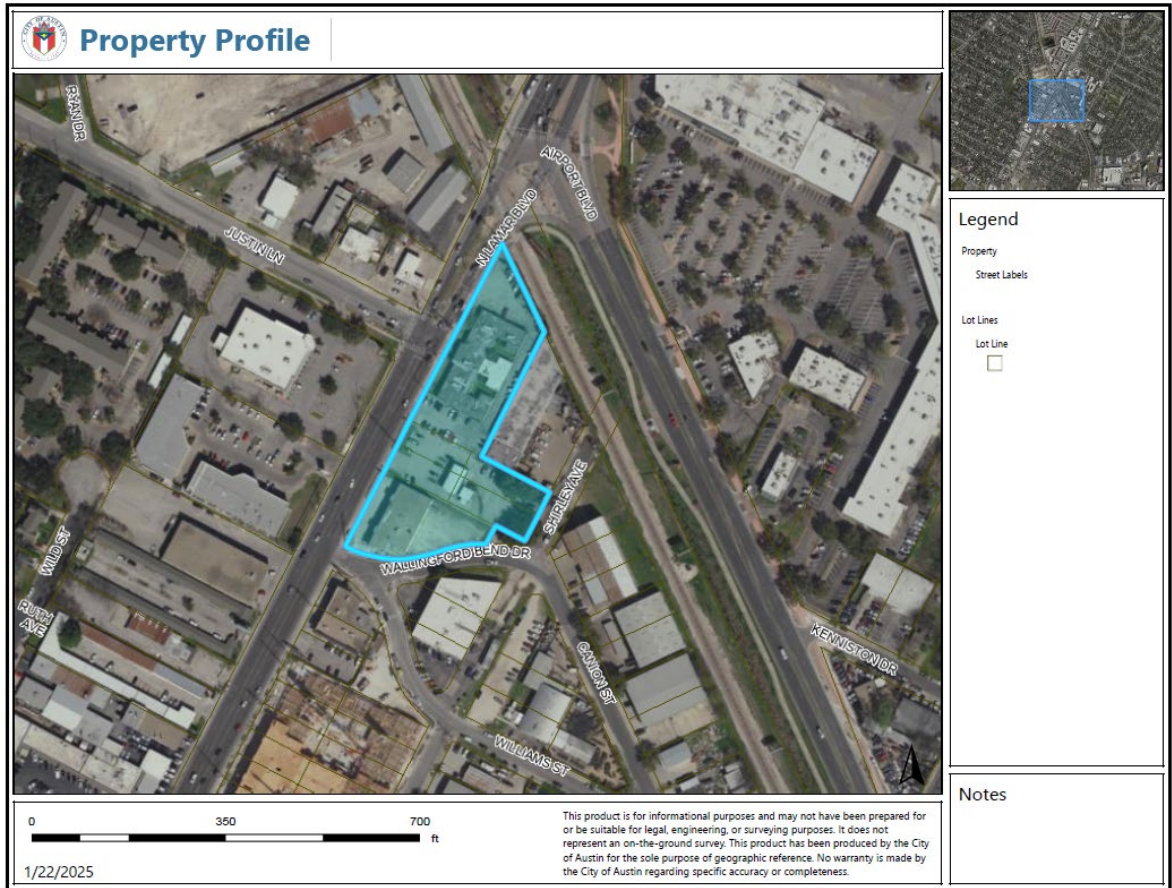 Property Profile
RYAN DR
AIRPORT BLVD
N LAMAR BLVD
JUSTIN LN
SHIRLEY AVE
WALLINGFORD BEND DR
WILD ST
RUTH
AVE
CANION ST
KENNISTON DR
WILLIAMS ST
Legend
Property
Street Labels
Lot Lines
Lot Line
Notes
0 350 700
ft
1/22/2025
This product is for informational purposes and may not have been prepared for
or be suitable for legal, engineering, or surveying purposes. It does not
represent an on-the-ground survey. This product has been produced by the City
of Austin for the sole purpose of geographic reference. No warranty is made by
the City of Austin regarding specific accuracy or completeness.